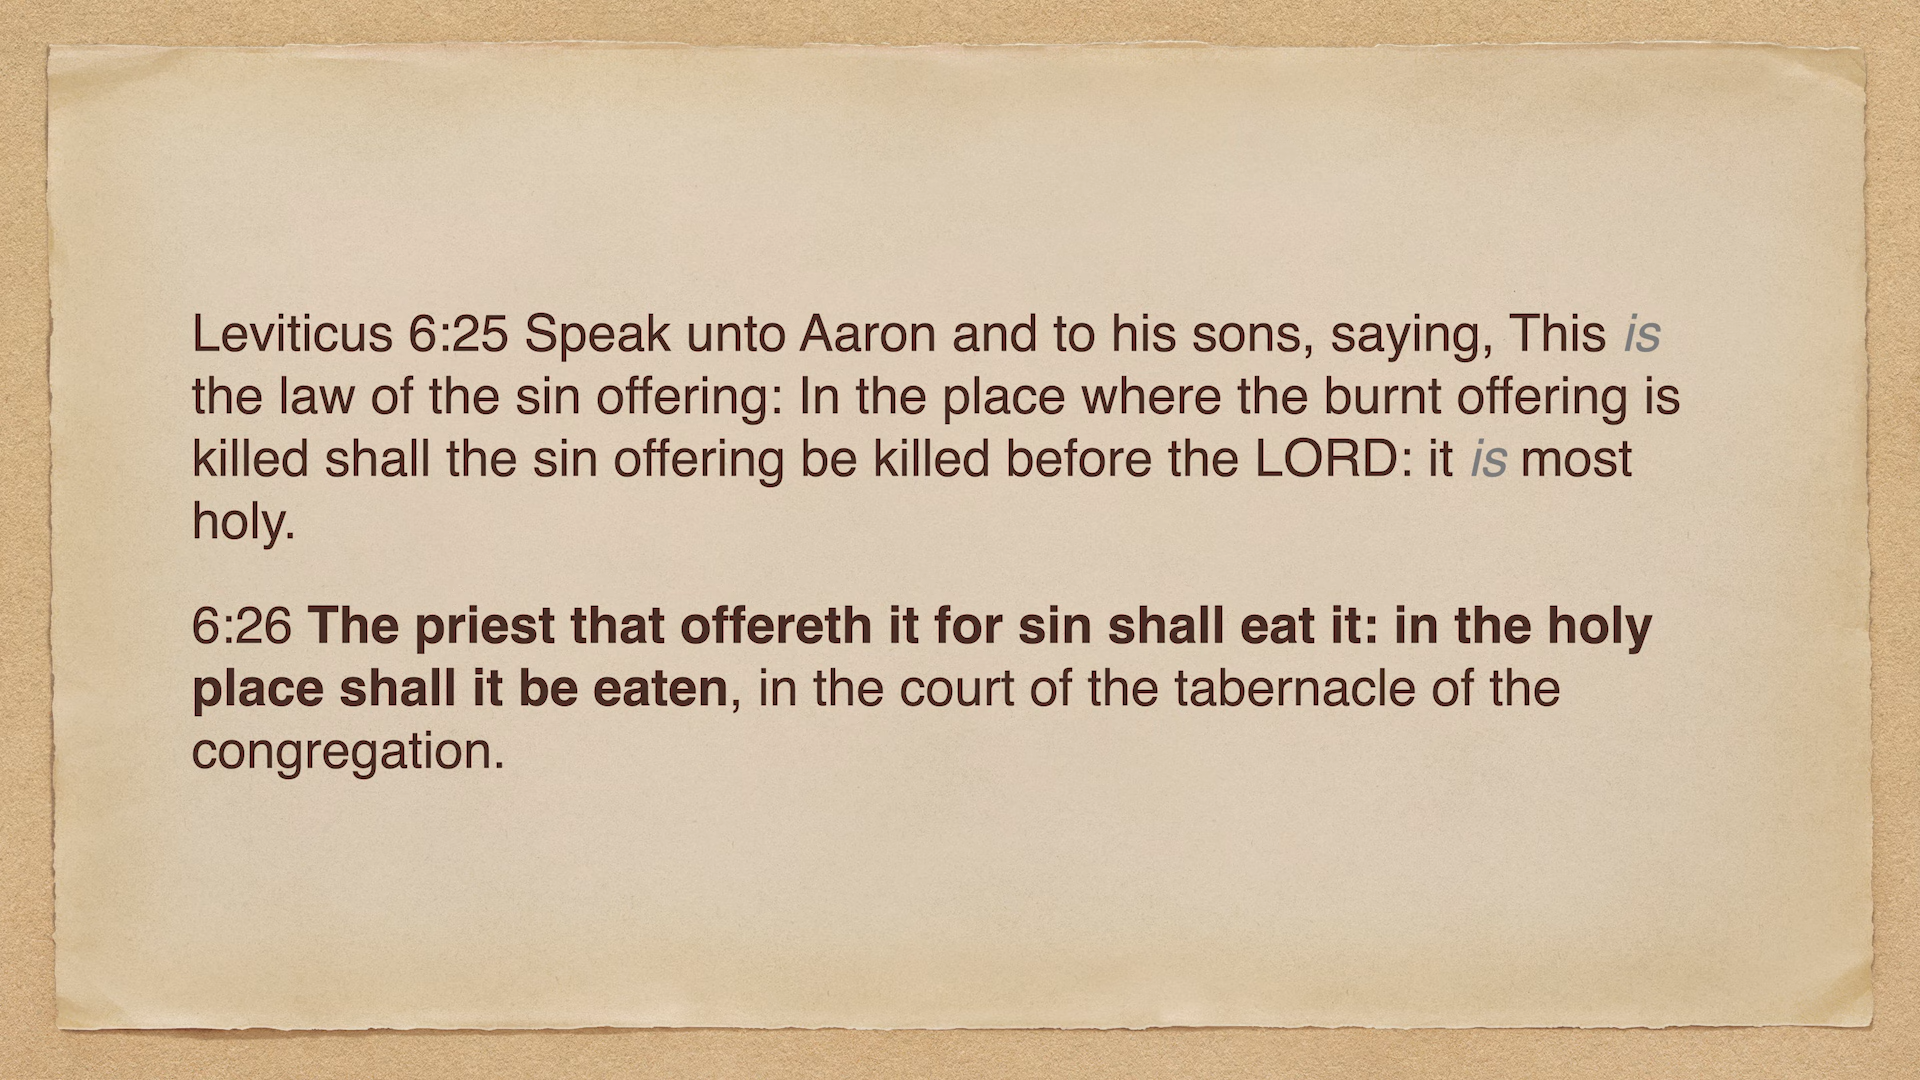 Leviticus 6:25 Speak unto Aaron and to his sons, saying, This is
the law of the sin offering: In the place where the burnt offering is
killed shall the sin offering be killed before the LORD: it is most
holy.
6:26 The priest that offereth it for sin shall eat it: in the holy
place shall it be eaten, in the court of the tabernacle of the
congregation.